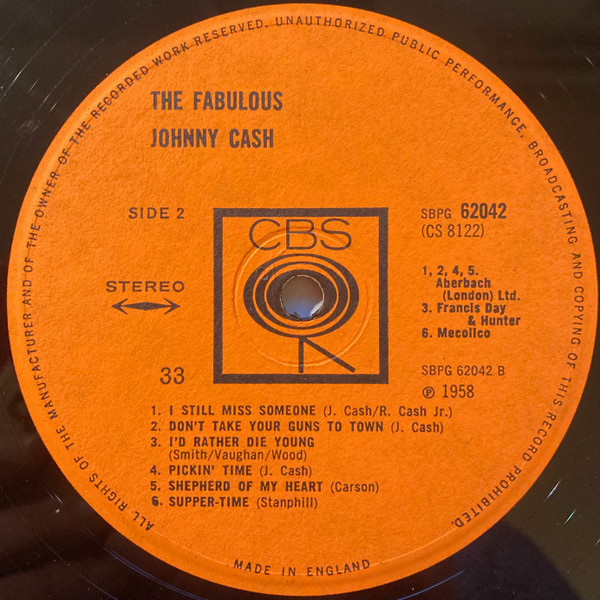 ALL RIGHTS OF THE MANUFACTURER AND OF THE OWNER OF THE RECORDED WORK RESERVED. UNAUTHORIZED PUBLIC PERFORMANCE, BROADCASTING AND COPYING OF THIS RECORD PROHIBITED.
THE FABULOUS
JOHNNY CASH
SIDE 2
SBPG 62042
(CS 8122)
CBS
STEREO
1, 2, 4, 5.
Aberbach
(London) Ltd.
3. Francis Day
& Hunter
6. Mecolico
33
SBPG 62042 B
℗ 1958
1. I STILL MISS SOMEONE (J. Cash/R. Cash Jr.)
2. DON'T TAKE YOUR GUNS TO TOWN (J. Cash)
3. I'D RATHER DIE YOUNG
(Smith/Vaughan/Wood)
4. PICKIN' TIME (J. Cash)
5. SHEPHERD OF MY HEART (Carson)
6. SUPPER-TIME (Stanphill)
MADE IN ENGLAND